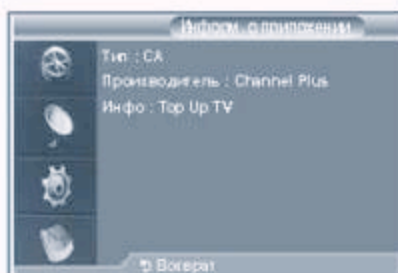 Информ. о приложении
Тип : CA
Производитель : Channel Plus
Инфо : Top Up TV
Возврат